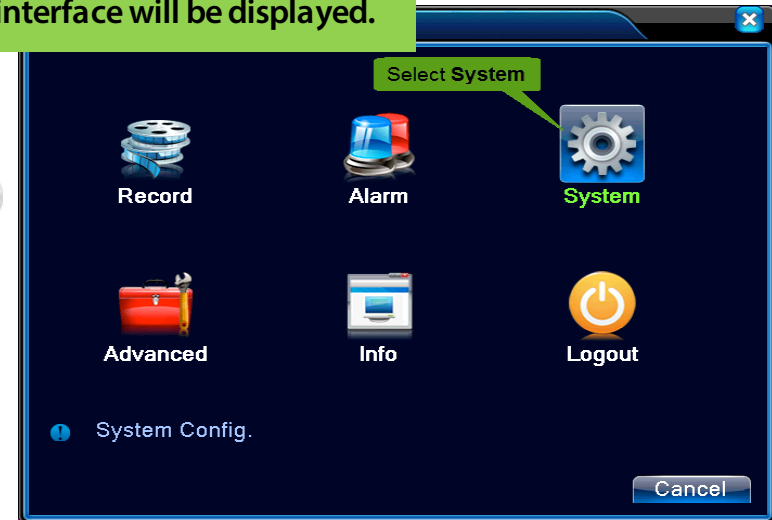 interface will be displayed.
Select System
Record
Alarm
System
Advanced
Info
Logout
System Config.
Cancel